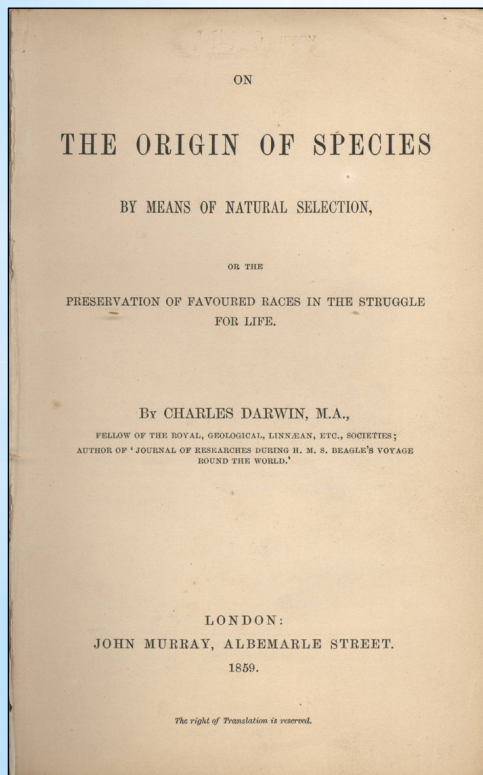 ON
THE ORIGIN OF SPECIES
BY MEANS OF NATURAL SELECTION,
OR THE
PRESERVATION OF FAVOURED RACES IN THE STRUGGLE
FOR LIFE.
BY CHARLES DARWIN, M.A.,
FELLOW OF THE ROYAL, GEOLOGICAL, LINNÆAN, ETC., SOCIETIES;
AUTHOR OF 'JOURNAL OF RESEARCHES DURING H. M. S. BEAGLE'S VOYAGE
ROUND THE WORLD.'
LONDON:
JOHN MURRAY, ALBEMARLE STREET.
1859.
The right of Translation is reserved.